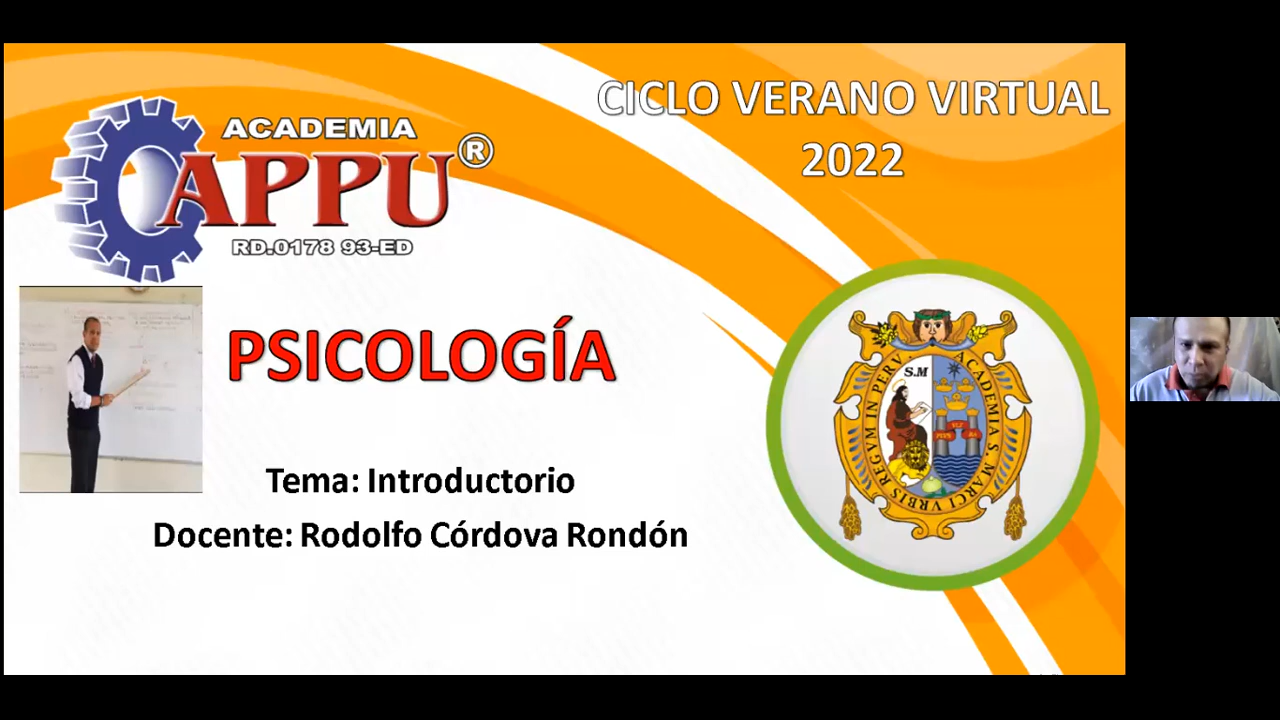 CICLO VERANO VIRTUAL
2022
ACADEMIA
APPU®
RD.0178 93-ED
PSICOLOGÍA
Tema: Introductorio
Docente: Rodolfo Córdova Rondón
S.M
ACADEMIA S. MARCI VRBIS REGVM IN PERV